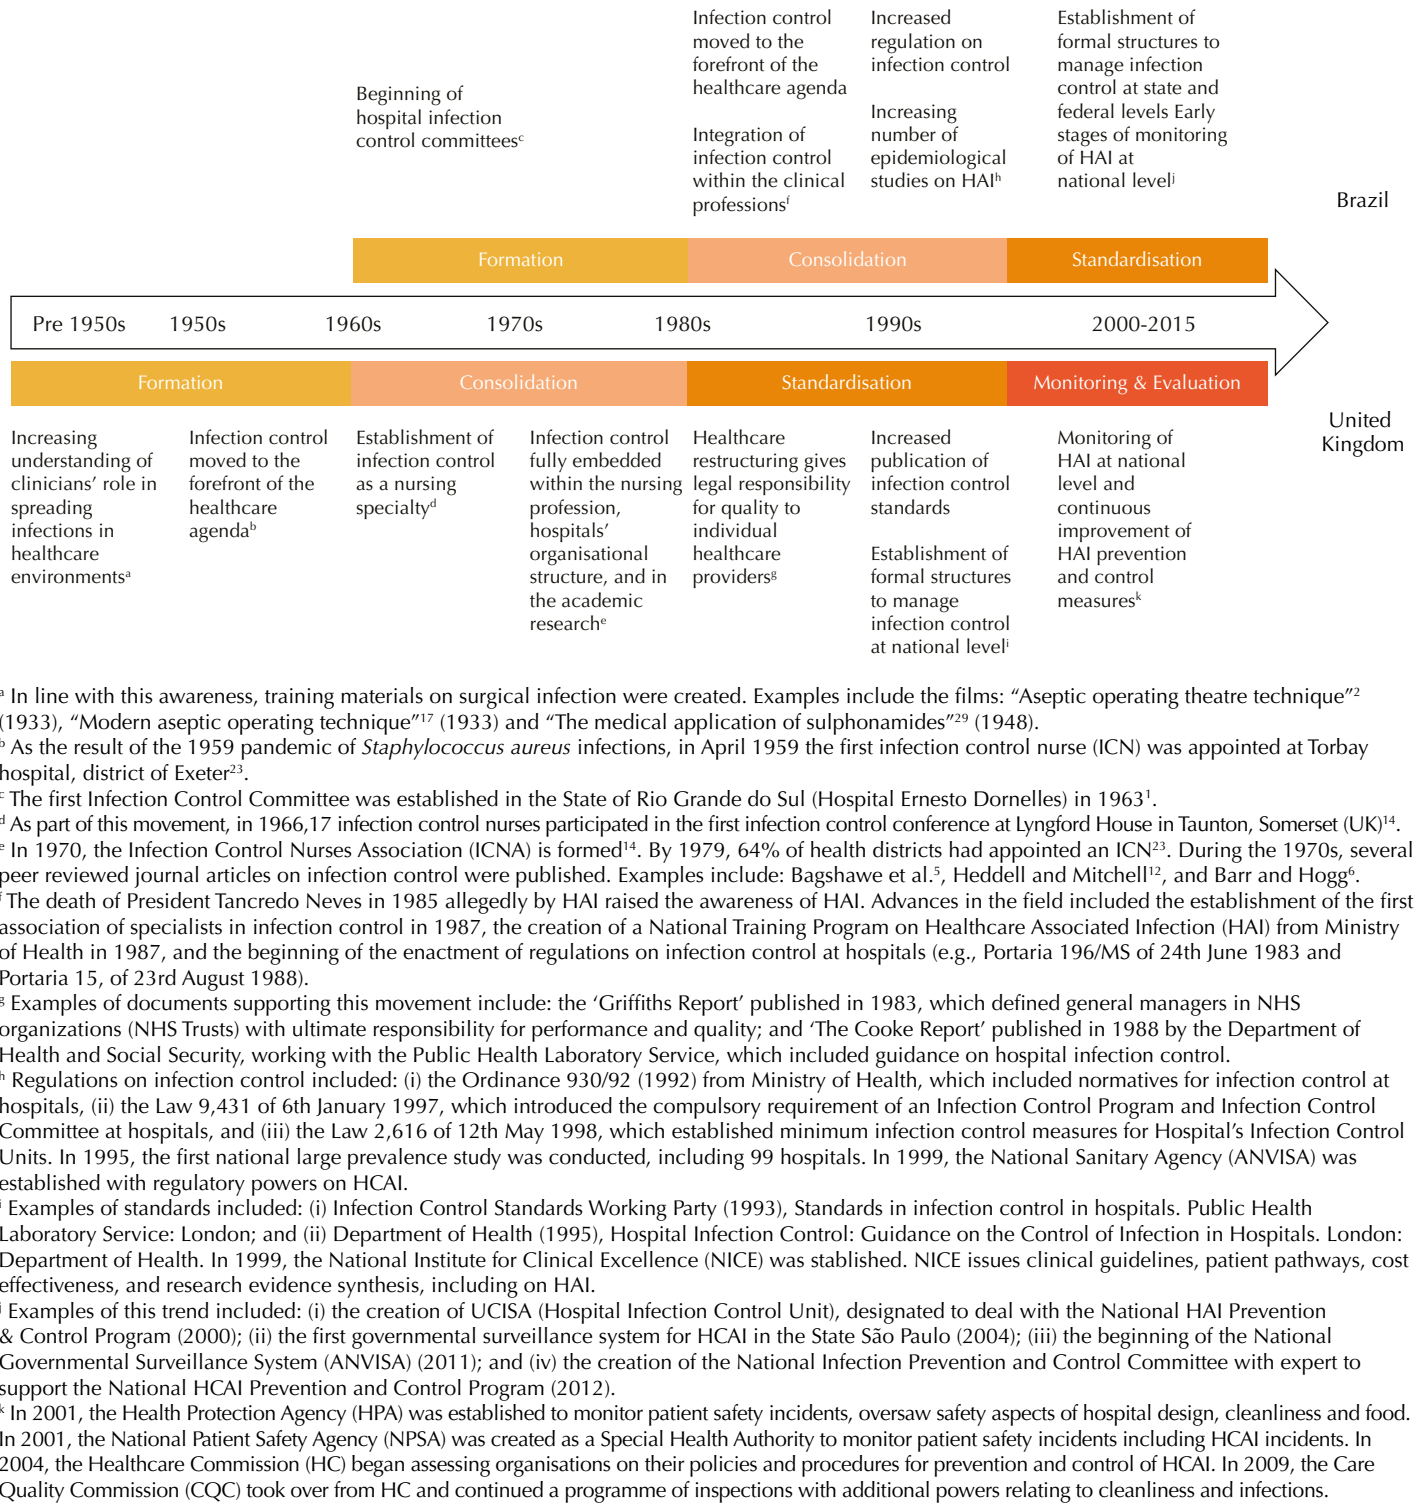 Infection control
moved to the
forefront of the
healthcare agenda
Integration of
infection control
within the clinical
professionsᶠ
Increased
regulation on
infection control
Increasing
number of
epidemiological
studies on HAIʰ
Establishment of
formal structures to
manage infection
control at state and
federal levels Early
stages of monitoring
of HAI at
national levelʲ
Beginning of
hospital infection
control committeesᶜ
Brazil
Formation
Consolidation
Standardisation
Pre 1950s
1950s
1960s
1970s
1980s
1990s
2000-2015
Formation
Consolidation
Standardisation
Monitoring & Evaluation
United
Kingdom
Increasing
understanding of
clinicians’ role in
spreading
infections in
healthcare
environmentsᵃ
Infection control
moved to the
forefront of the
healthcare
agendaᵇ
Establishment of
infection control
as a nursing
specialtyᵈ
Infection control
fully embedded
within the nursing
profession,
hospitals’
organisational
structure, and in
the academic
researchᵉ
Healthcare
restructuring gives
legal responsibility
for quality to
individual
healthcare
providersᵍ
Increased
publication of
infection control
standards
Establishment of
formal structures
to manage
infection control
at national levelⁱ
Monitoring of
HAI at national
level and
continuous
improvement of
HAI prevention
and control
measuresᵏ
ᵃ In line with this awareness, training materials on surgical infection were created. Examples include the films: “Aseptic operating theatre technique”²
(1933), “Modern aseptic operating technique”¹⁷ (1933) and “The medical application of sulphonamides”²⁹ (1948).
ᵇ As the result of the 1959 pandemic of Staphylococcus aureus infections, in April 1959 the first infection control nurse (ICN) was appointed at Torbay
hospital, district of Exeter²³.
ᶜ The first Infection Control Committee was established in the State of Rio Grande do Sul (Hospital Ernesto Dornelles) in 1963¹.
ᵈ As part of this movement, in 1966,17 infection control nurses participated in the first infection control conference at Lyngford House in Taunton, Somerset (UK)¹⁴.
ᵉ In 1970, the Infection Control Nurses Association (ICNA) is formed¹⁴. By 1979, 64% of health districts had appointed an ICN²³. During the 1970s, several
peer reviewed journal articles on infection control were published. Examples include: Bagshawe et al.⁵, Heddell and Mitchell¹², and Barr and Hogg⁶.
ᶠ The death of President Tancredo Neves in 1985 allegedly by HAI raised the awareness of HAI. Advances in the field included the establishment of the first
association of specialists in infection control in 1987, the creation of a National Training Program on Healthcare Associated Infection (HAI) from Ministry
of Health in 1987, and the beginning of the enactment of regulations on infection control at hospitals (e.g., Portaria 196/MS of 24th June 1983 and
Portaria 15, of 23rd August 1988).
ᵍ Examples of documents supporting this movement include: the ‘Griffiths Report’ published in 1983, which defined general managers in NHS
organizations (NHS Trusts) with ultimate responsibility for performance and quality; and ‘The Cooke Report’ published in 1988 by the Department of
Health and Social Security, working with the Public Health Laboratory Service, which included guidance on hospital infection control.
ʰ Regulations on infection control included: (i) the Ordinance 930/92 (1992) from Ministry of Health, which included normatives for infection control at
hospitals, (ii) the Law 9,431 of 6th January 1997, which introduced the compulsory requirement of an Infection Control Program and Infection Control
Committee at hospitals, and (iii) the Law 2,616 of 12th May 1998, which established minimum infection control measures for Hospital’s Infection Control
Units. In 1995, the first national large prevalence study was conducted, including 99 hospitals. In 1999, the National Sanitary Agency (ANVISA) was
established with regulatory powers on HCAI.
ⁱ Examples of standards included: (i) Infection Control Standards Working Party (1993), Standards in infection control in hospitals. Public Health
Laboratory Service: London; and (ii) Department of Health (1995), Hospital Infection Control: Guidance on the Control of Infection in Hospitals. London:
Department of Health. In 1999, the National Institute for Clinical Excellence (NICE) was stablished. NICE issues clinical guidelines, patient pathways, cost
effectiveness, and research evidence synthesis, including on HAI.
ʲ Examples of this trend included: (i) the creation of UCISA (Hospital Infection Control Unit), designated to deal with the National HAI Prevention
& Control Program (2000); (ii) the first governmental surveillance system for HCAI in the State São Paulo (2004); (iii) the beginning of the National
Governmental Surveillance System (ANVISA) (2011); and (iv) the creation of the National Infection Prevention and Control Committee with expert to
support the National HCAI Prevention and Control Program (2012).
ᵏ In 2001, the Health Protection Agency (HPA) was established to monitor patient safety incidents, oversaw safety aspects of hospital design, cleanliness and food.
In 2001, the National Patient Safety Agency (NPSA) was created as a Special Health Authority to monitor patient safety incidents including HCAI incidents. In
2004, the Healthcare Commission (HC) began assessing organisations on their policies and procedures for prevention and control of HCAI. In 2009, the Care
Quality Commission (CQC) took over from HC and continued a programme of inspections with additional powers relating to cleanliness and infections.